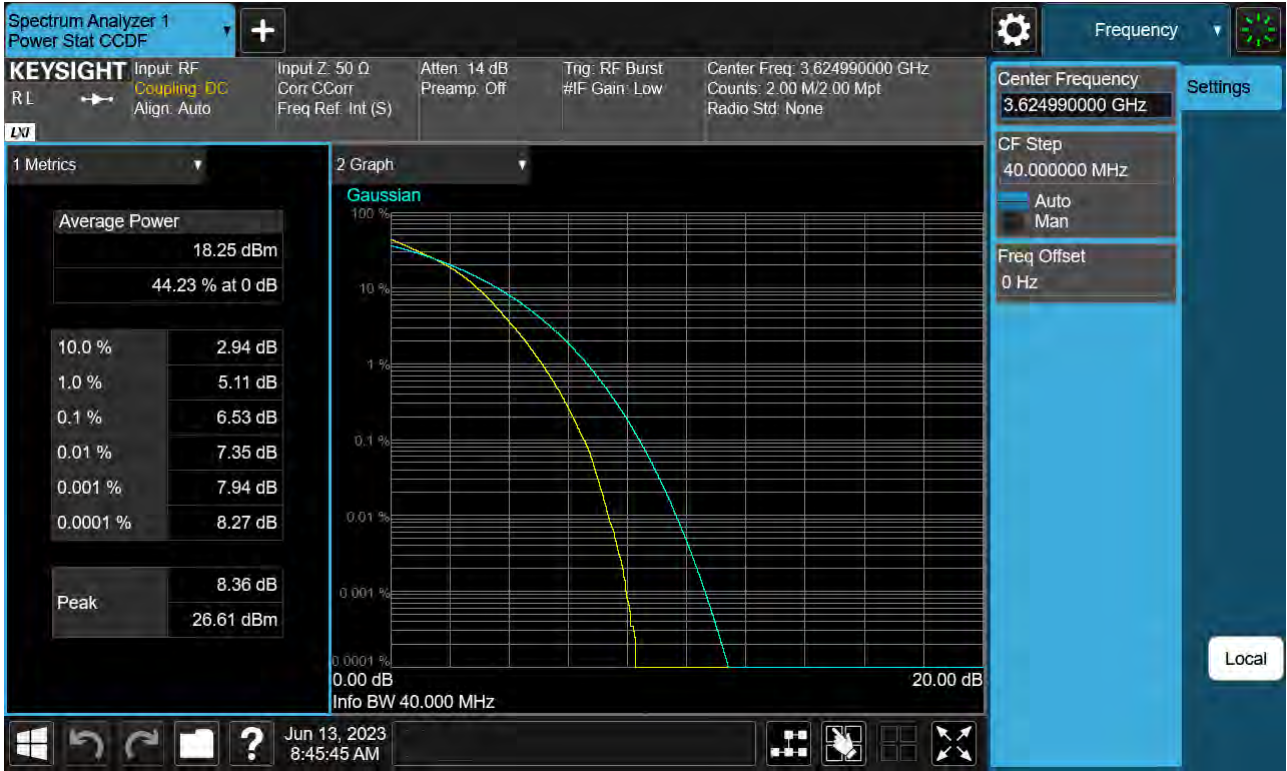 Spectrum Analyzer 1
Power Stat CCDF
+
Frequency
KEYSIGHT
R L
LXI
Input: RF
Coupling: DC
Align: Auto
Input Z: 50 Ω
Corr CCorr
Freq Ref: Int (S)
Atten: 14 dB
Preamp: Off
Trig: RF Burst
#IF Gain: Low
Center Freq: 3.624990000 GHz
Counts: 2.00 M/2.00 Mpt
Radio Std: None
Center Frequency
3.624990000 GHz
Settings
CF Step
40.000000 MHz
Auto
Man
Freq Offset
0 Hz
1 Metrics
Average Power
18.25 dBm
44.23 % at 0 dB
10.0 % 2.94 dB
1.0 % 5.11 dB
0.1 % 6.53 dB
0.01 % 7.35 dB
0.001 % 7.94 dB
0.0001 % 8.27 dB
Peak
8.36 dB
26.61 dBm
2 Graph
Gaussian
100 %
10 %
1 %
0.1 %
0.01 %
0.001 %
0.0001 %
0.00 dB 20.00 dB
Info BW 40.000 MHz
Local
?
Jun 13, 2023
8:45:45 AM